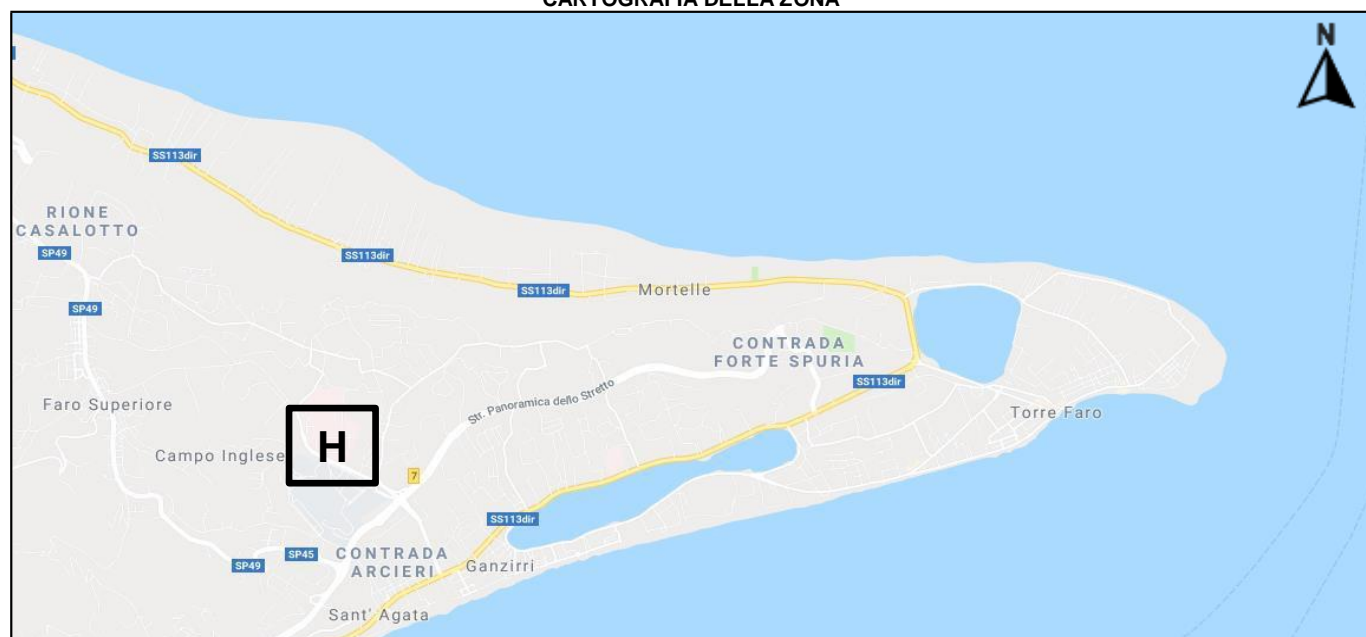 CARTOGRAFIA DELLA ZONA
N
SS113dir
RIONE
CASALOTTO
SP49
SS113dir
SS113dir
Mortelle
SP49
CONTRADA
FORTE SPURIA
SS113dir
Str. Panoramica dello Stretto
Faro Superiore
Torre Faro
H
Campo Inglese
7
SS113dir
SP45
CONTRADA
ARCIERI
SP49
Ganzirri
Sant' Agata